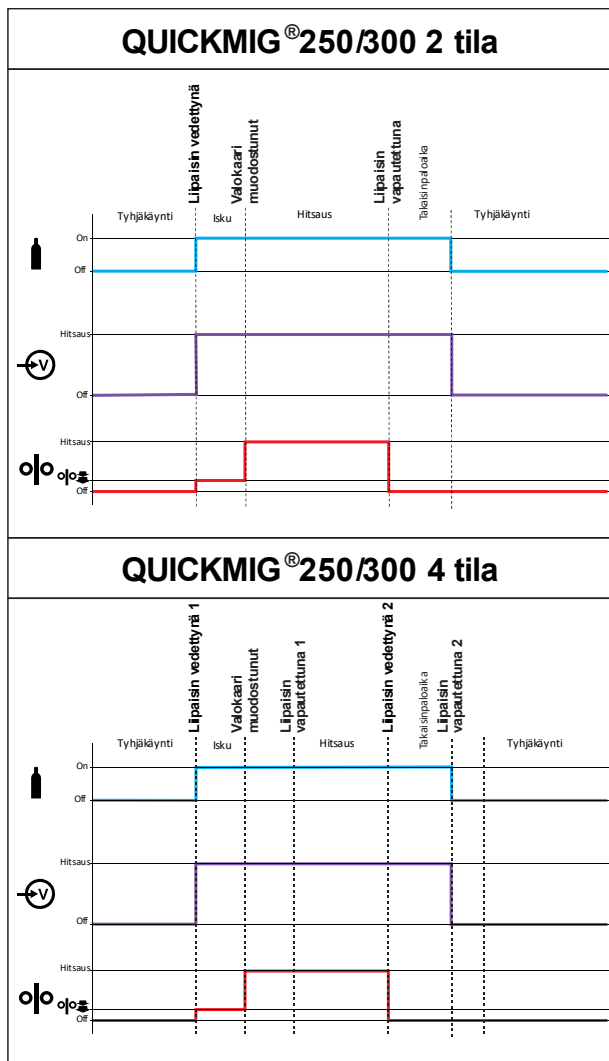 QUICKMIG®250/300 2 tila
Liipaisin vedettynä
Valokaari
muodostunut
Liipaisin
vapautettuna
Takaisinpaloaika
Tyhjäkäynti
Isku
Hitsaus
Tyhjäkäynti
On
Off
Hitsaus
V
Off
Hitsaus
Off
QUICKMIG®250/300 4 tila
Liipaisin vedettynä 1
Valokaari
muodostunut
Liipaisin
vapautettuna 1
Liipaisin vedettynä 2
Takaisinpaloaika
Liipaisin
vapautettuna 2
Tyhjäkäynti
Isku
Hitsaus
Tyhjäkäynti
On
Off
Hitsaus
V
Off
Hitsaus
Off